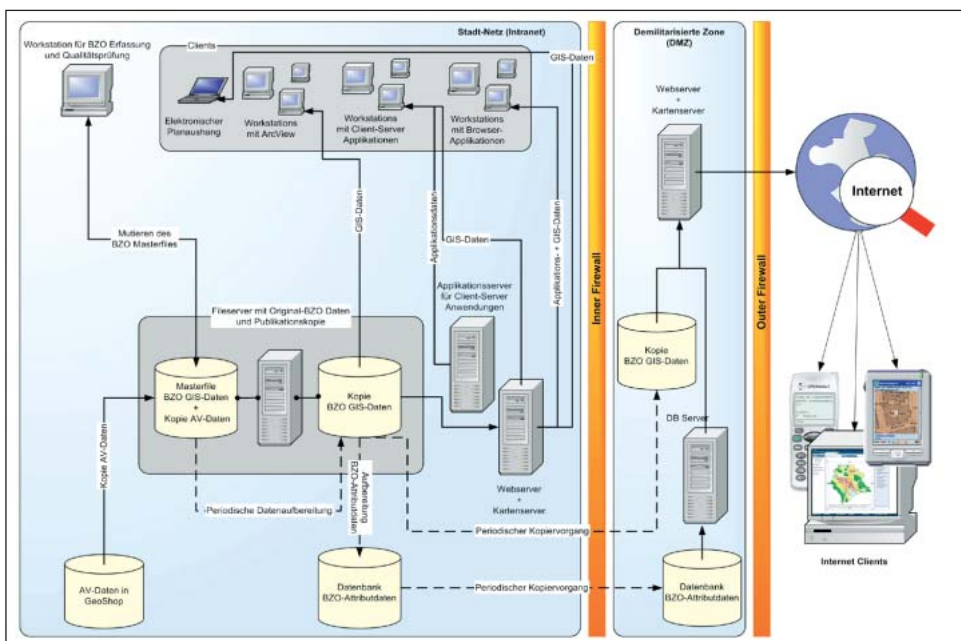 Stadt-Netz (Intranet)
Demilitarisierte Zone
(DMZ)
Workstation für BZO Erfassung
und Qualitätsprüfung
Clients
GIS-Daten
Elektronischer
Planaushang
Workstations
mit ArcView
Workstations
mit Client-Server
Applikationen
Workstations
mit Browser-
Applikationen
Webserver
+
Kartenserver
Internet
Mutieren des
BZO Masterfiles
GIS-Daten
Applikationsdaten
GIS-Daten
Applikations- + GIS-Daten
Inner Firewall
Outer Firewall
Applikationsserver
für Client-Server
Anwendungen
Fileserver mit Original-BZO Daten
und Publikationskopie
Masterfile
BZO GIS-Daten
+
Kopie AV-Daten
Kopie
BZO GIS-Daten
Kopie
BZO GIS-Daten
DB Server
Kopie AV-Daten
Periodische Datenaufbereitung
Aufbereitung
BZO-Attributdaten
Webserver
+
Kartenserver
Periodischer Kopiervorgang
Internet Clients
AV-Daten in
GeoShop
Datenbank
BZO-Attributdaten
Periodischer Kopiervorgang
Datenbank
BZO-Attributdaten